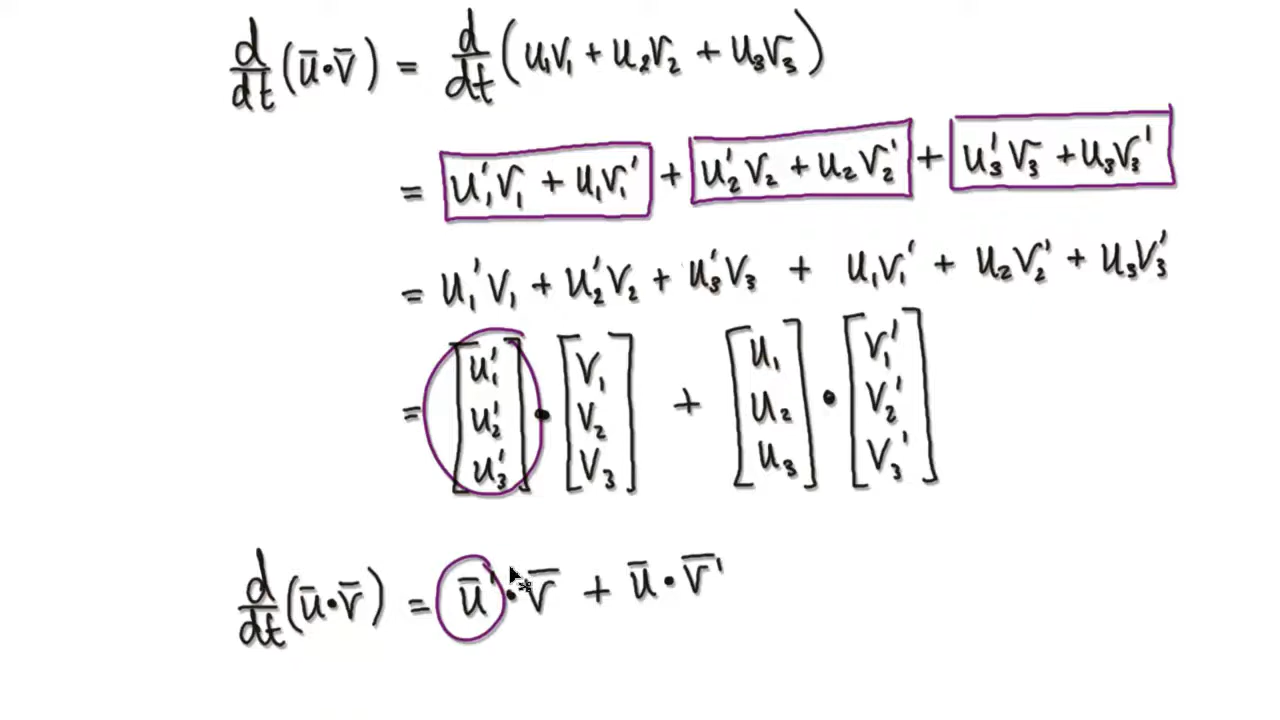 d/dt (ū·v̄) = d/dt (u₁v₁ + u₂v₂ + u₃v₃)
= u₁'v₁ + u₁v₁' + u₂'v₂ + u₂v₂' + u₃'v₃ + u₃v₃'
= u₁'v₁ + u₂'v₂ + u₃'v₃ + u₁v₁' + u₂v₂' + u₃v₃'
= [u₁' u₂' u₃'] · [v₁ v₂ v₃] + [u₁ u₂ u₃] · [v₁' v₂' v₃']
d/dt (ū·v̄) = ū'·v̄ + ū·v̄'